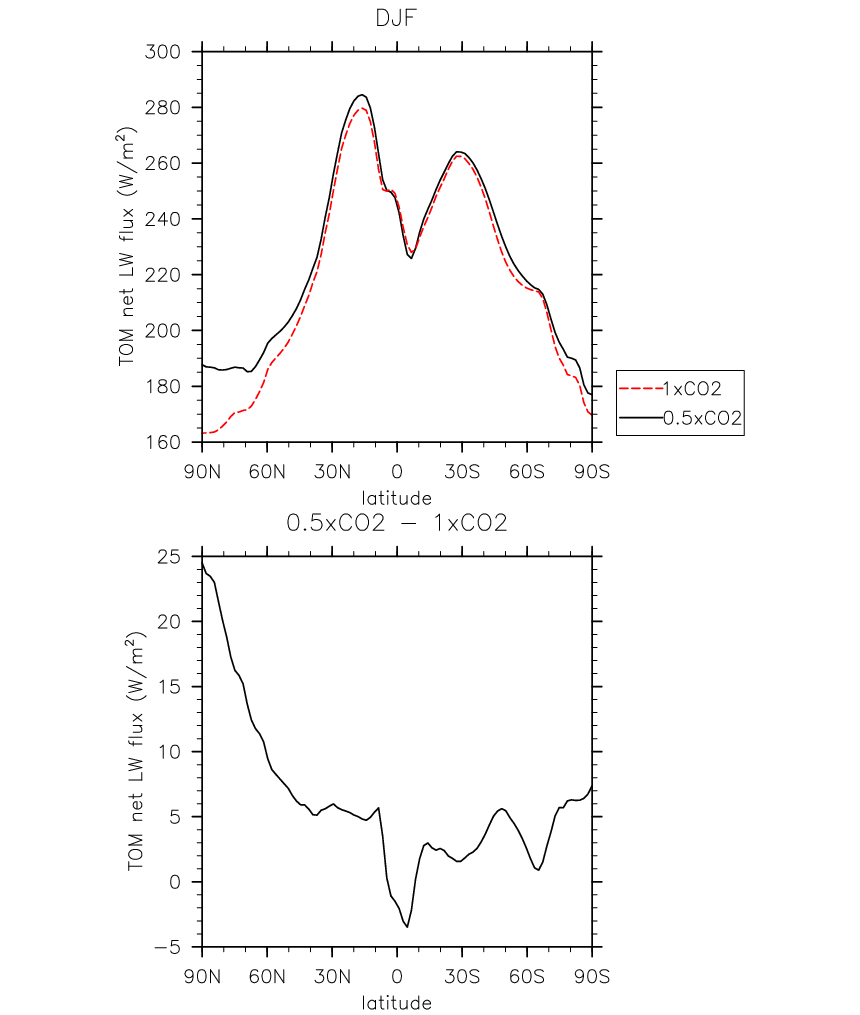 DJF
300
280
260
240
220
200
180
160
TOM net LW flux (W/m²)
90N 60N 30N 0 30S 60S 90S
latitude
1xCO2
0.5xCO2
0.5xCO2 − 1xCO2
25
20
15
10
5
0
−5
TOM net LW flux (W/m²)
90N 60N 30N 0 30S 60S 90S
latitude